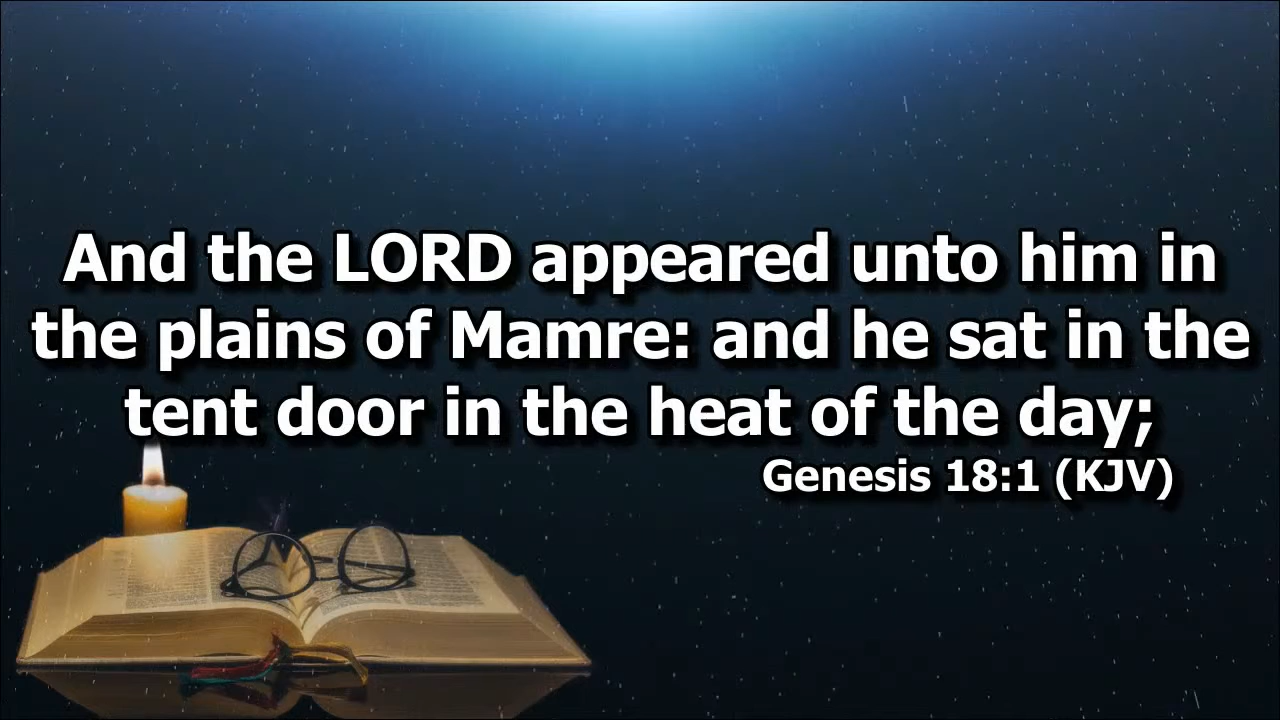 And the LORD appeared unto him in
the plains of Mamre: and he sat in the
tent door in the heat of the day;
Genesis 18:1 (KJV)